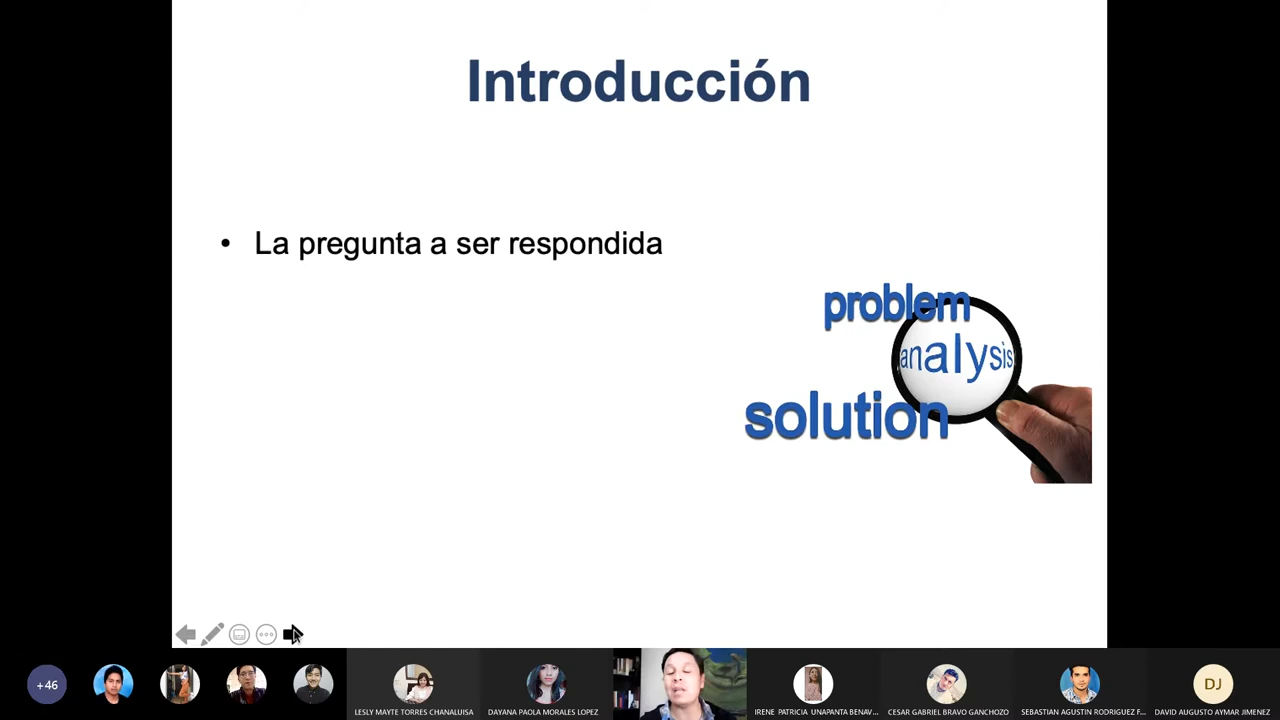 Introducción
• La pregunta a ser respondida
problem
analysis
solution
+46
LESLY MAYTE TORRES CHANALUISA
DAYANA PAOLA MORALES LOPEZ
IRENE PATRICIA UNAPANTA BENAV...
CESAR GABRIEL BRAVO GANCHOZO
SEBASTIAN AGUSTIN RODRIGUEZ F...
DJ
DAVID AUGUSTO AYMAR JIMENEZ